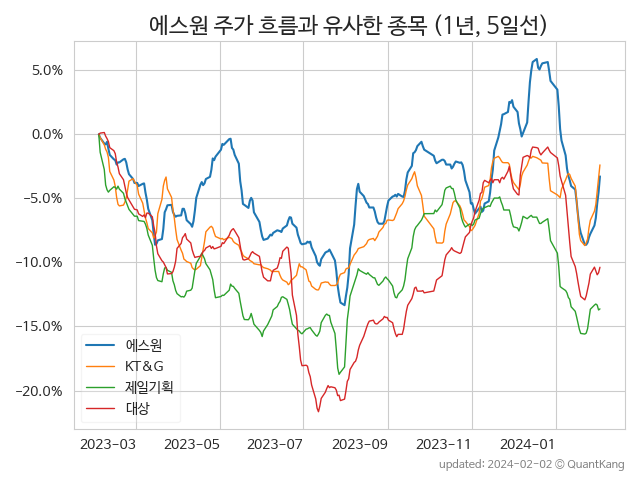 에스원 주가 흐름과 유사한 종목 (1년, 5일선)
5.0%
0.0%
−5.0%
−10.0%
−15.0%
−20.0%
에스원
KT&G
제일기획
대상
2023-03
2023-05
2023-07
2023-09
2023-11
2024-01
updated: 2024-02-02 © QuantKang